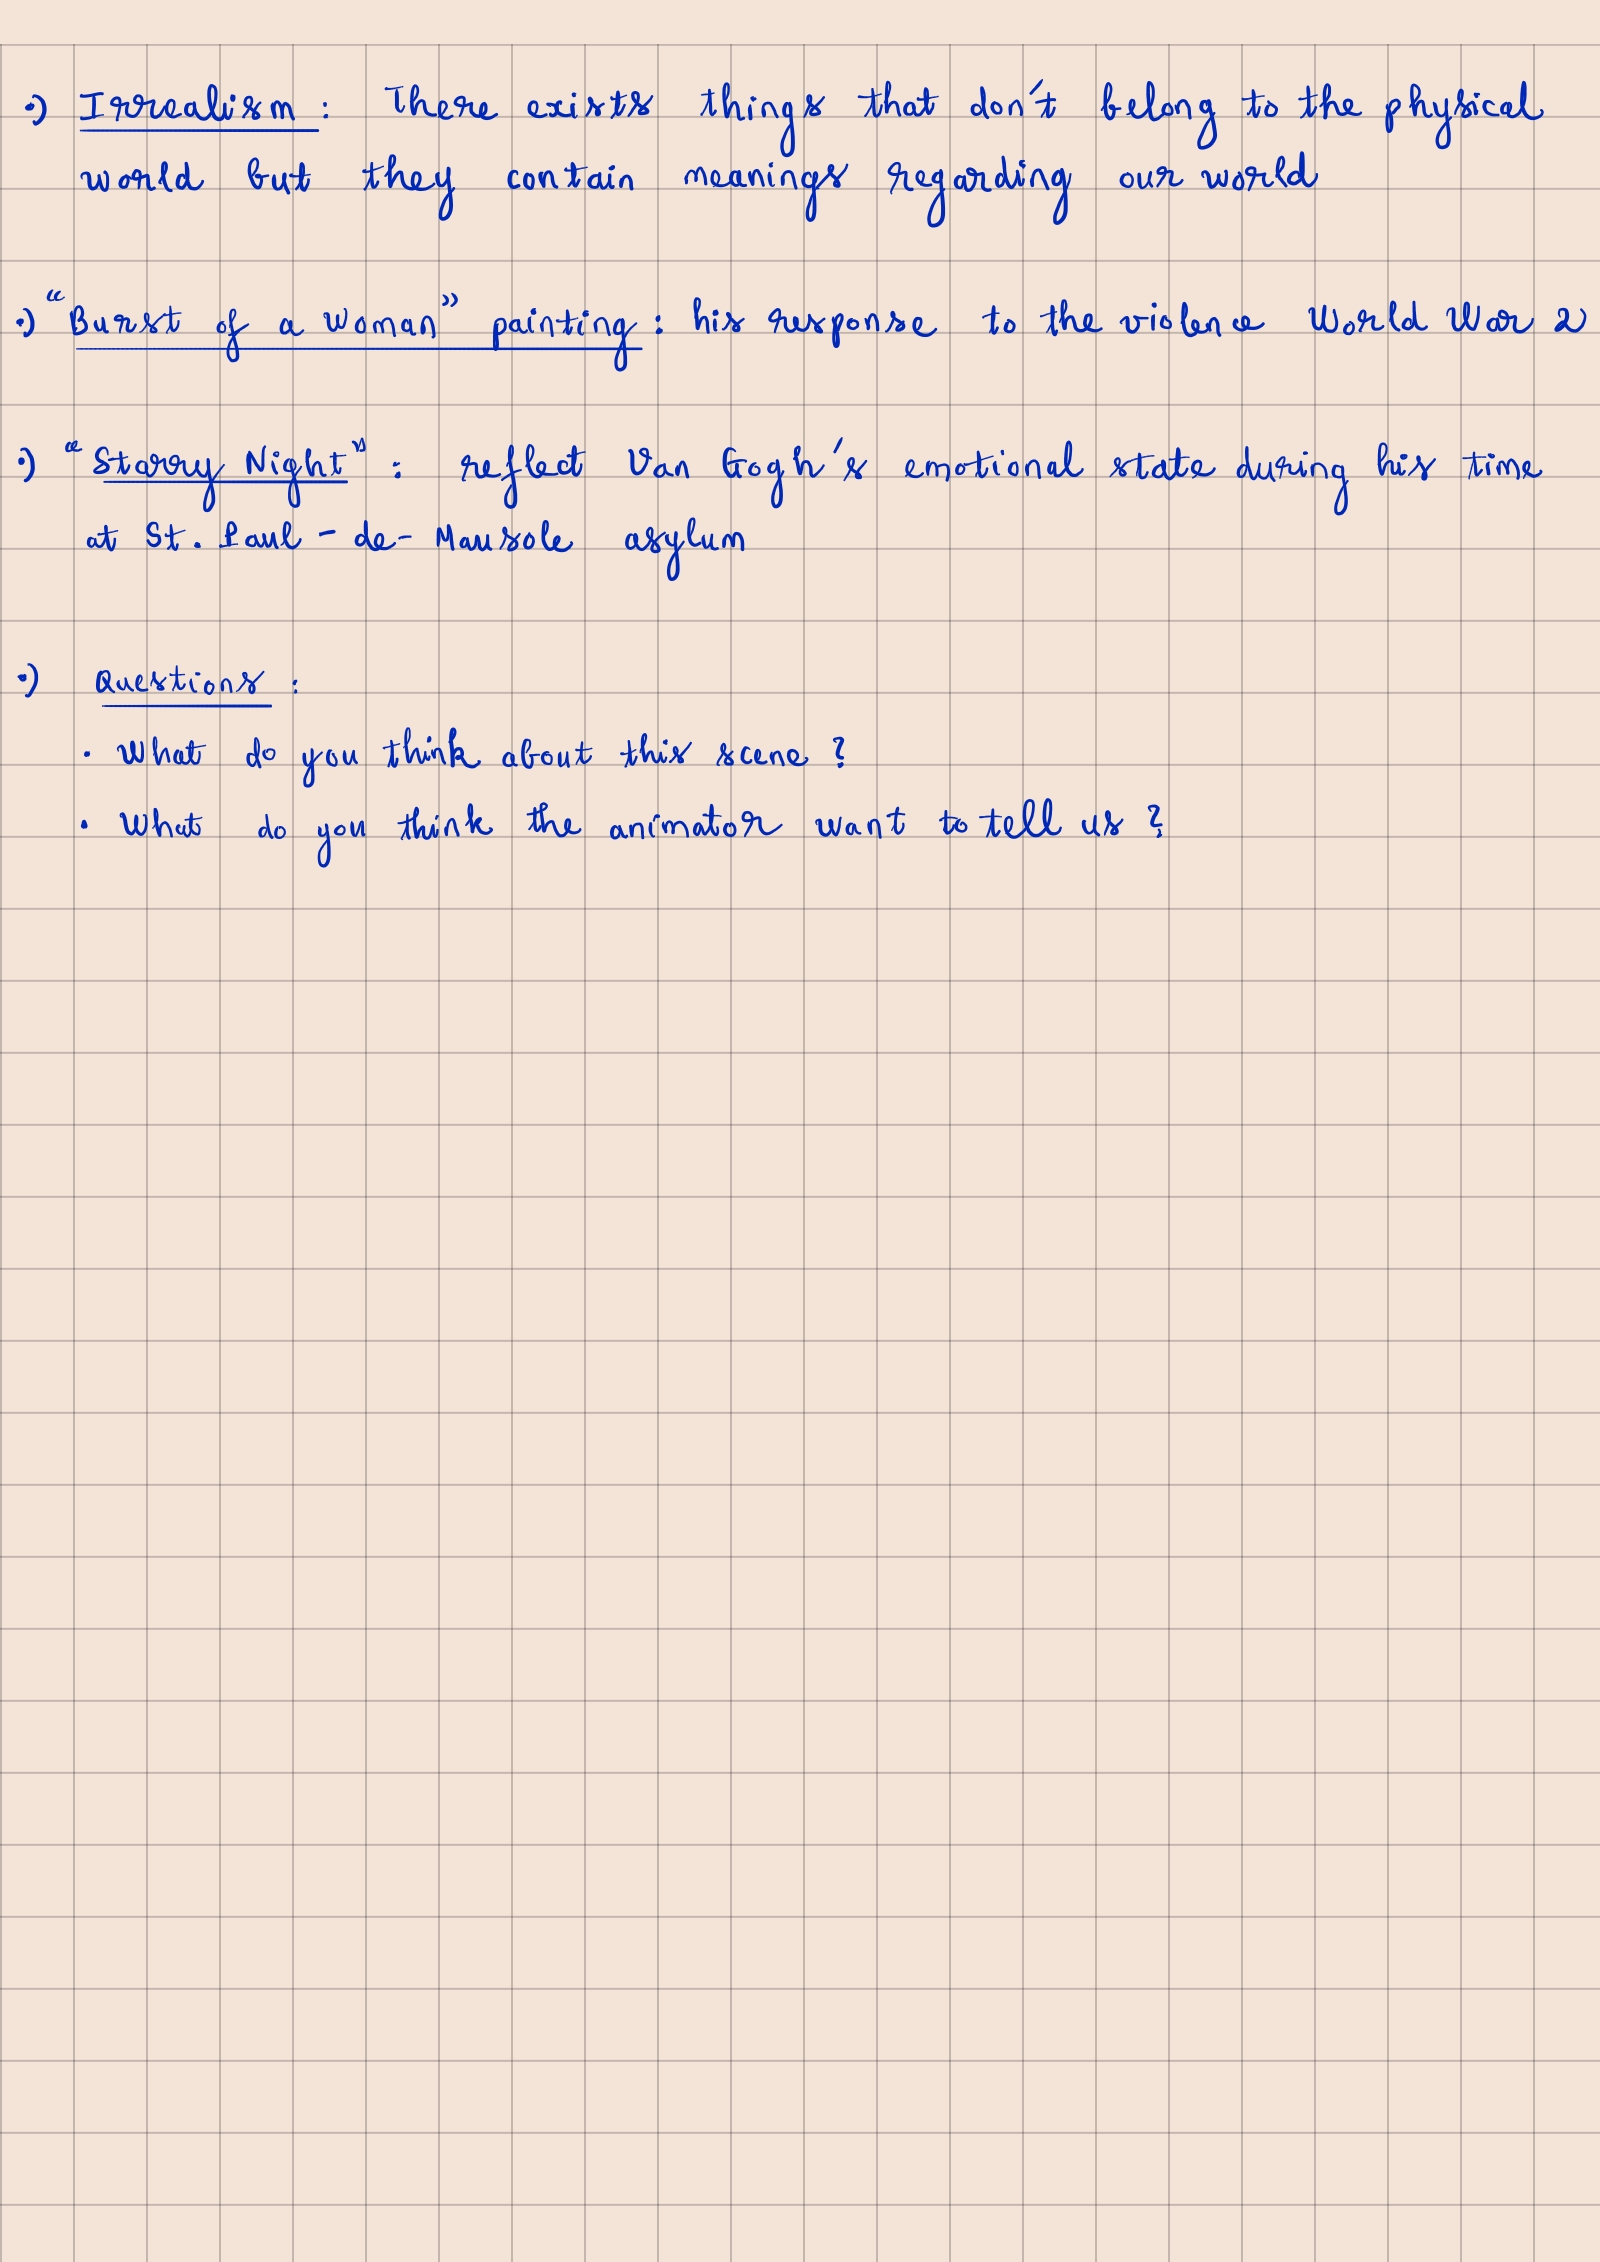 •) Irrealism : There exists things that don't belong to the physical
world but they contain meanings regarding our world
•) "Burst of a Woman" painting : his response to the violence World War 2
•) "Starry Night" : reflect Van Gogh's emotional state during his time
at St. Paul - de - Mausole asylum
•) Questions :
• What do you think about this scene ?
• What do you think the animator want to tell us ?